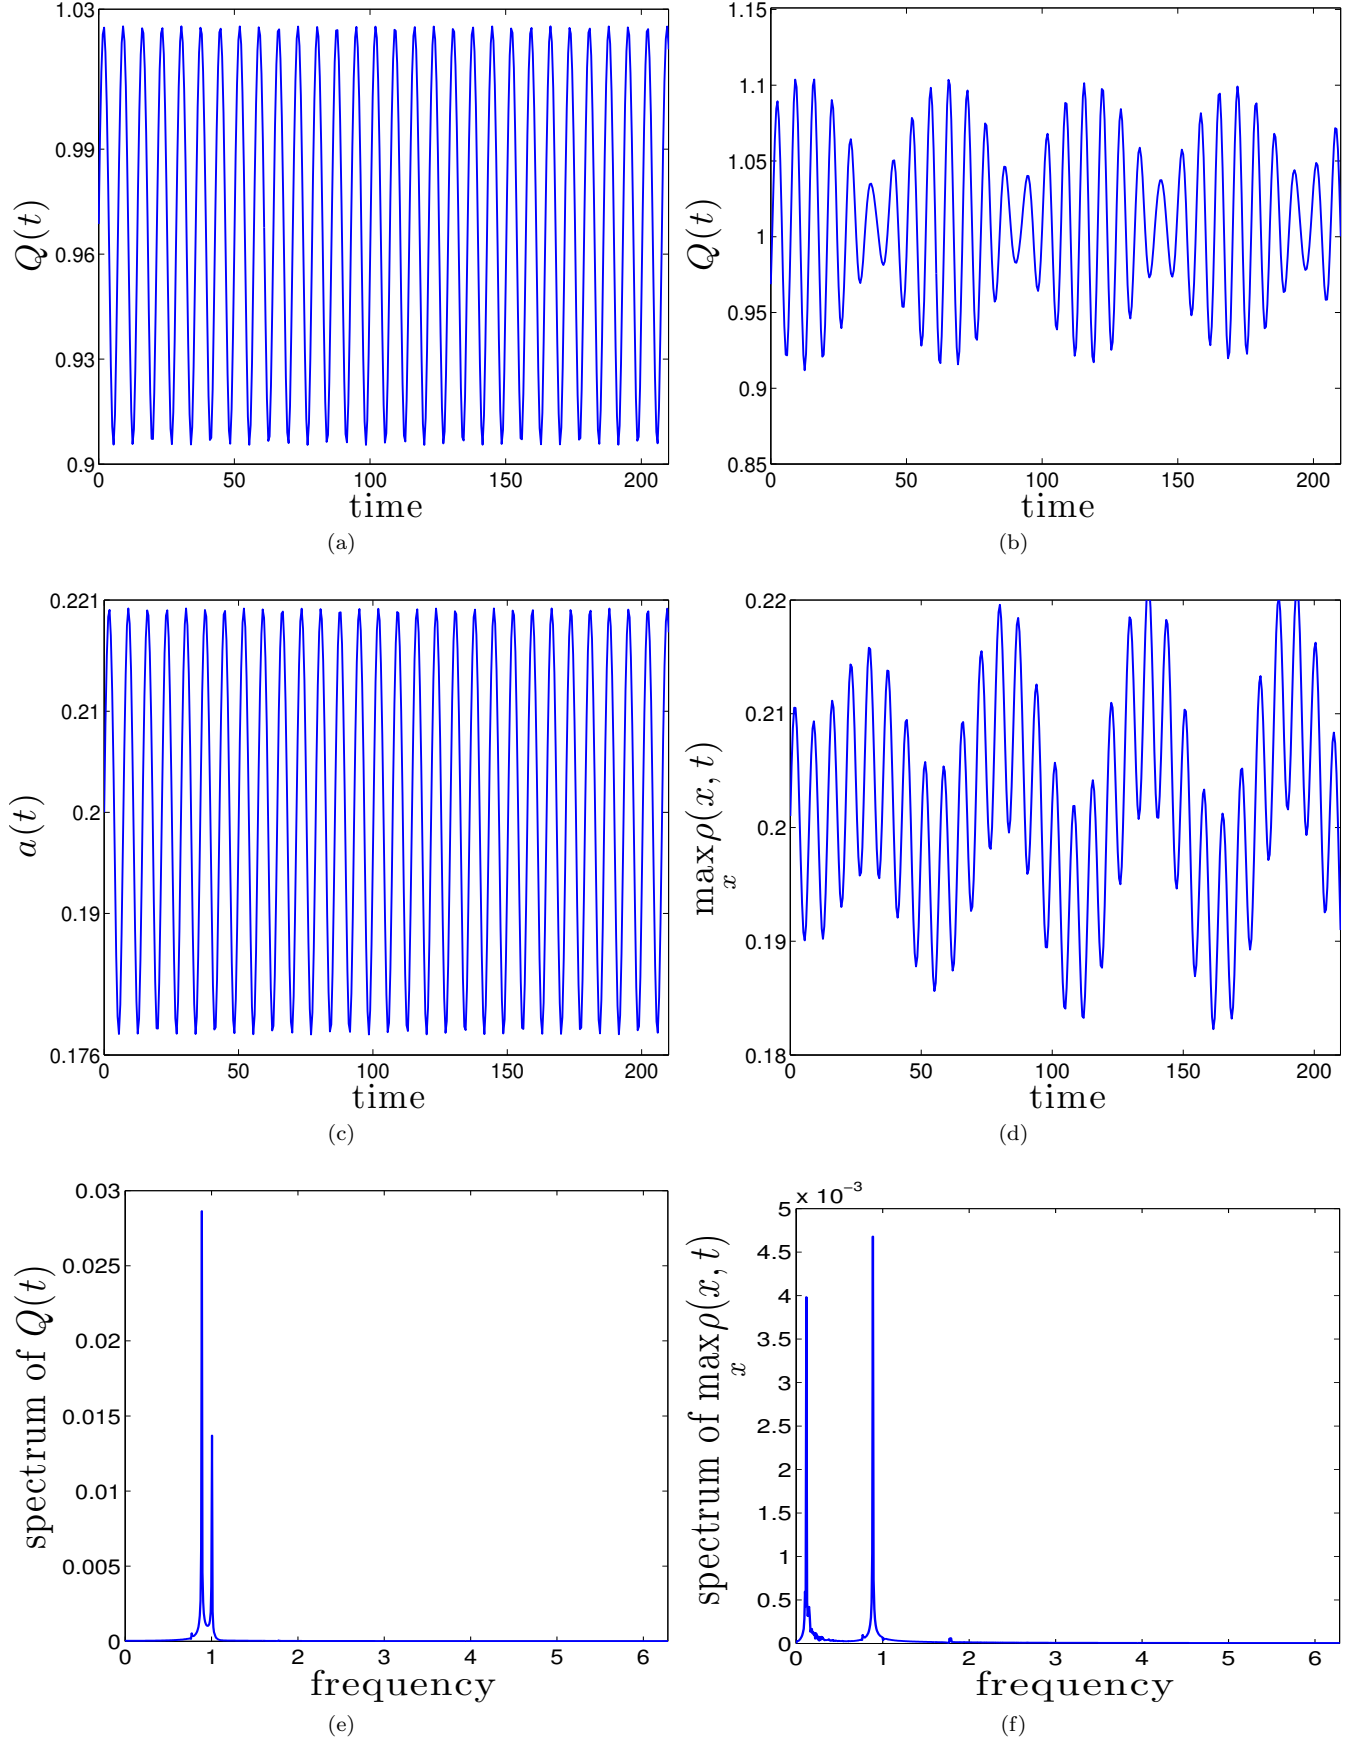 1.03
0.99
0.96
0.93
0.9
Q(t)
0 50 100 150 200
time
(a)
1.15
1.1
1.05
1
0.95
0.9
0.85
Q(t)
0 50 100 150 200
time
(b)
0.221
0.21
0.2
0.19
0.176
a(t)
0 50 100 150 200
time
(c)
0.22
0.21
0.2
0.19
0.18
max ρ(x, t)
x
0 50 100 150 200
time
(d)
0.03
0.025
0.02
0.015
0.01
0.005
0
spectrum of Q(t)
0 1 2 3 4 5 6
frequency
(e)
x 10⁻³
5
4.5
4
3.5
3
2.5
2
1.5
1
0.5
0
spectrum of max ρ(x, t)
x
0 1 2 3 4 5 6
frequency
(f)